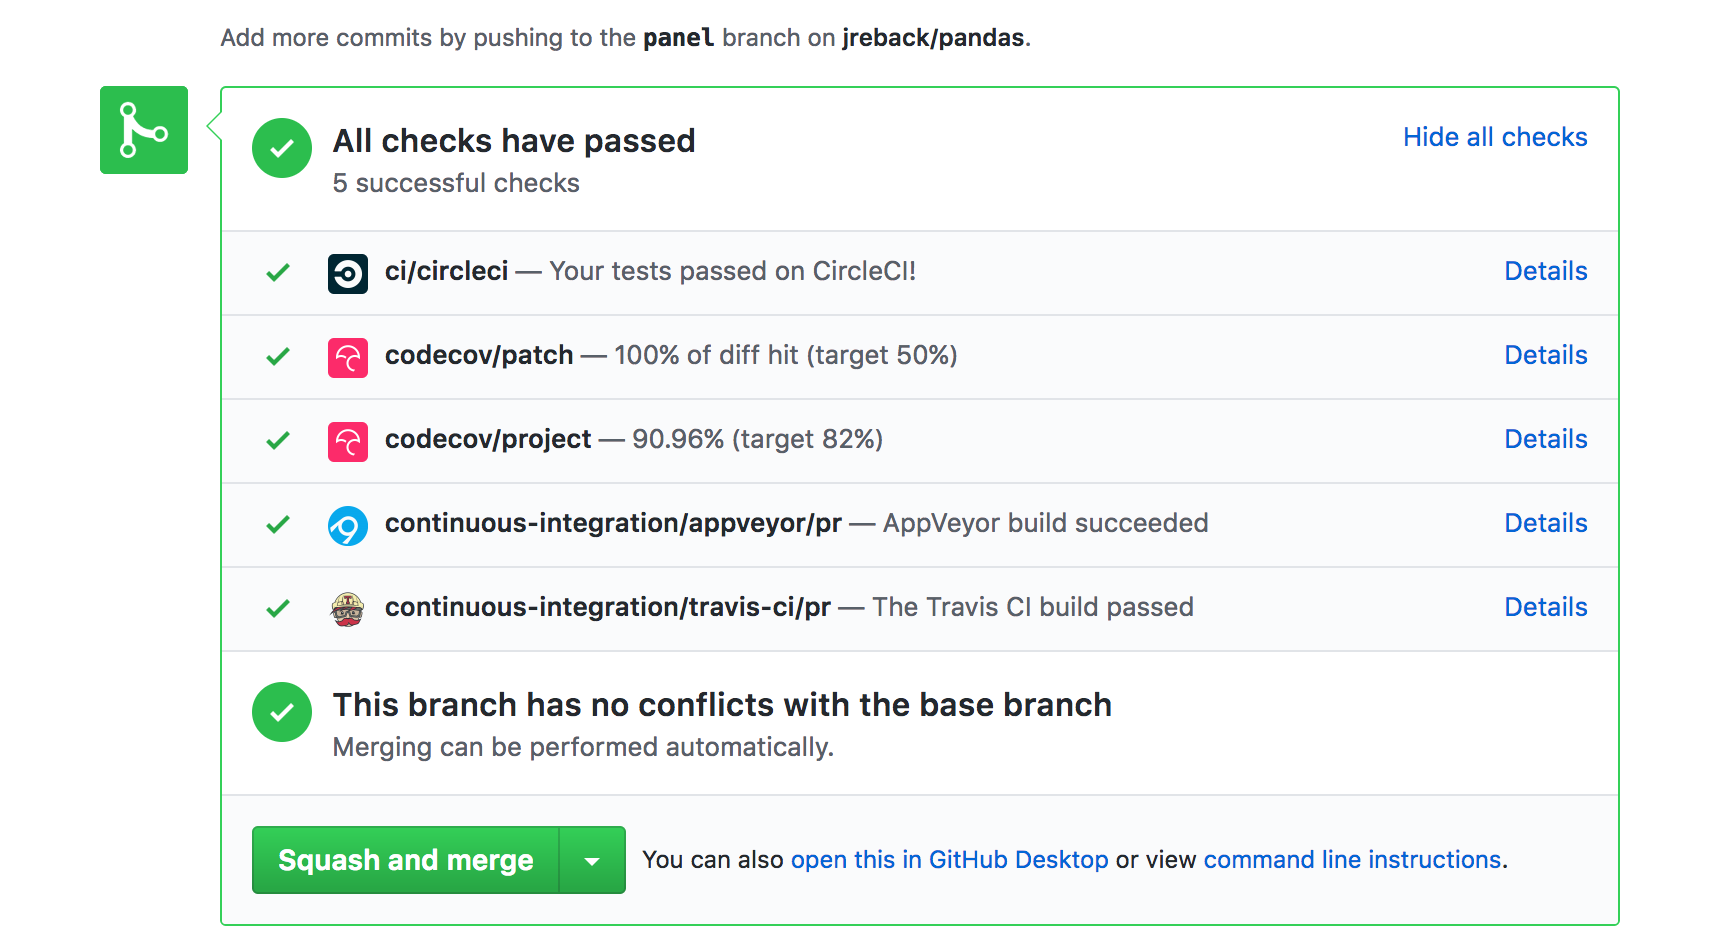 Add more commits by pushing to the panel branch on jreback/pandas.
All checks have passed
Hide all checks
5 successful checks
ci/circleci — Your tests passed on CircleCI!
Details
codecov/patch — 100% of diff hit (target 50%)
Details
codecov/project — 90.96% (target 82%)
Details
continuous-integration/appveyor/pr — AppVeyor build succeeded
Details
continuous-integration/travis-ci/pr — The Travis CI build passed
Details
This branch has no conflicts with the base branch
Merging can be performed automatically.
Squash and merge
You can also open this in GitHub Desktop or view command line instructions.